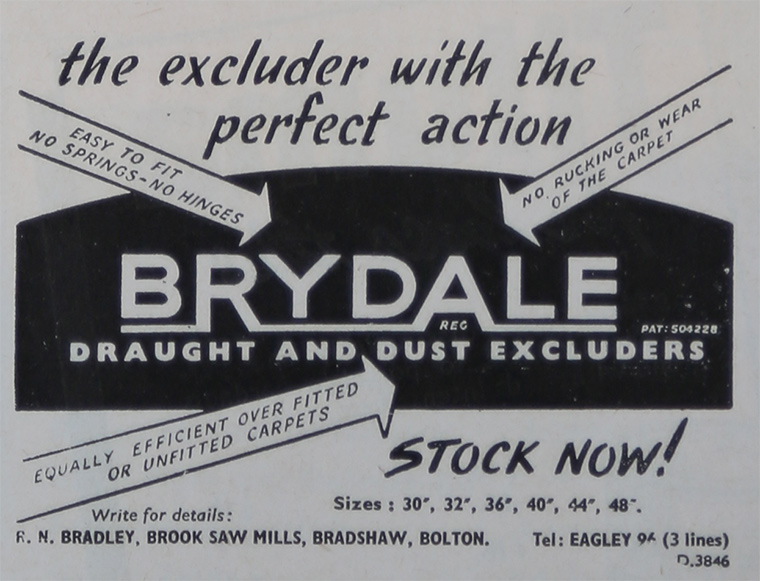 the excluder with the
perfect action
EASY TO FIT
NO SPRINGS-NO HINGES
NO RUCKING OR WEAR
OF THE CARPET
BRYDALE
REG
PAT: 504228
DRAUGHT AND DUST EXCLUDERS
EQUALLY EFFICIENT OVER FITTED
OR UNFITTED CARPETS
STOCK NOW!
Sizes : 30", 32", 36", 40", 44", 48".
Write for details:
R. N. BRADLEY, BROOK SAW MILLS, BRADSHAW, BOLTON.
Tel: EAGLEY (3 lines)
D.3846